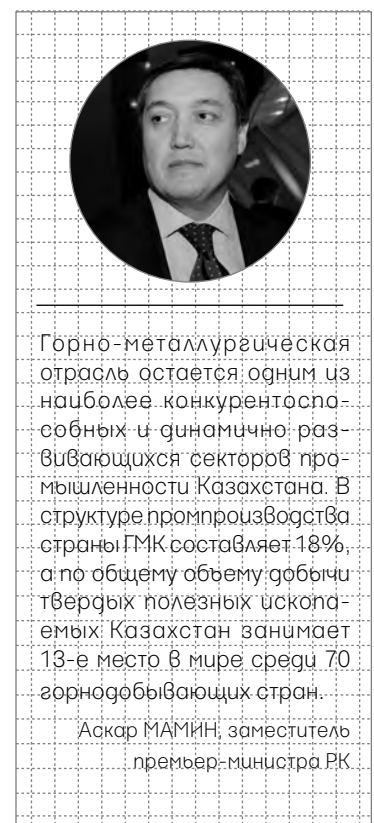 Горно-металлургическая
отрасль остается одним из
наиболее конкурентоспо-
собных и динамично раз-
вивающихся секторов про-
мышленности Казахстана. В
структуре промпроизводства
страны ГМК составляет 18%,
а по общему объему добычи
твердых полезных ископа-
емых Казахстан занимает
13-е место в мире среди 70
горнодобывающих стран.
Аскар МАМИН, заместитель
премьер-министра РК